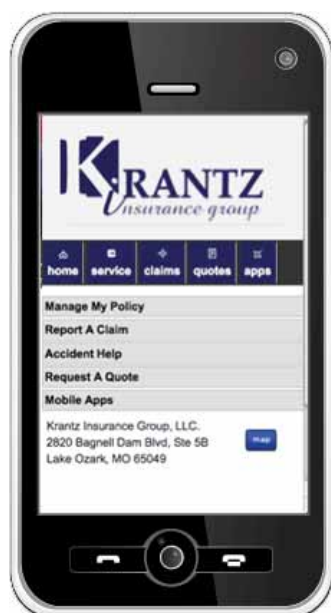 KRANTZ
insurance group
home service claims quotes apps
Manage My Policy
Report A Claim
Accident Help
Request A Quote
Mobile Apps
Krantz Insurance Group, LLC.
2820 Bagnell Dam Blvd, Ste 5B
map
Lake Ozark, MO 65049